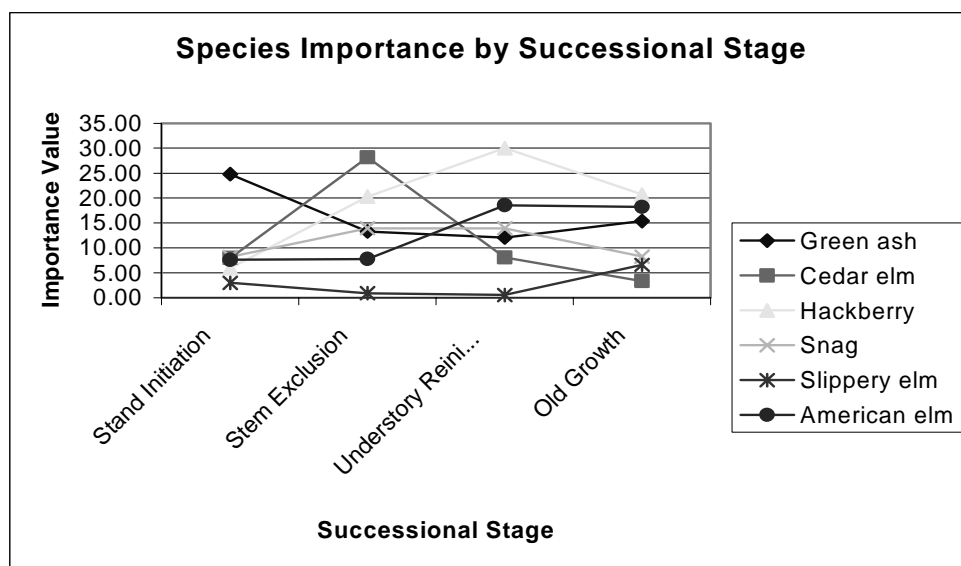 Species Importance by Successional Stage
Importance Value
35.00
30.00
25.00
20.00
15.00
10.00
5.00
0.00
Stand Initiation
Stem Exclusion
Understory Reini...
Old Growth
Successional Stage
Green ash
Cedar elm
Hackberry
Snag
Slippery elm
American elm